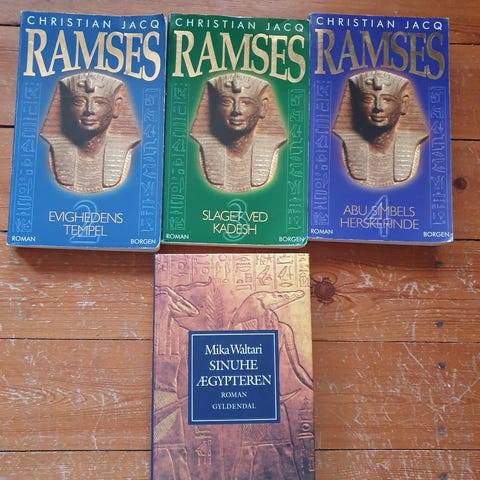 CHRISTIAN JACQ
RAMSES
2
EVIGHEDENS
TEMPEL
ROMAN
BORGEN
CHRISTIAN JACQ
RAMSES
3
SLAGET VED
KADESH
ROMAN
BORGEN
CHRISTIAN JACQ
RAMSES
4
ABU SIMBELS
HERSKERINDE
ROMAN
BORGEN
Mika Waltari
SINUHE
ÆGYPTEREN
ROMAN
GYLDENDAL